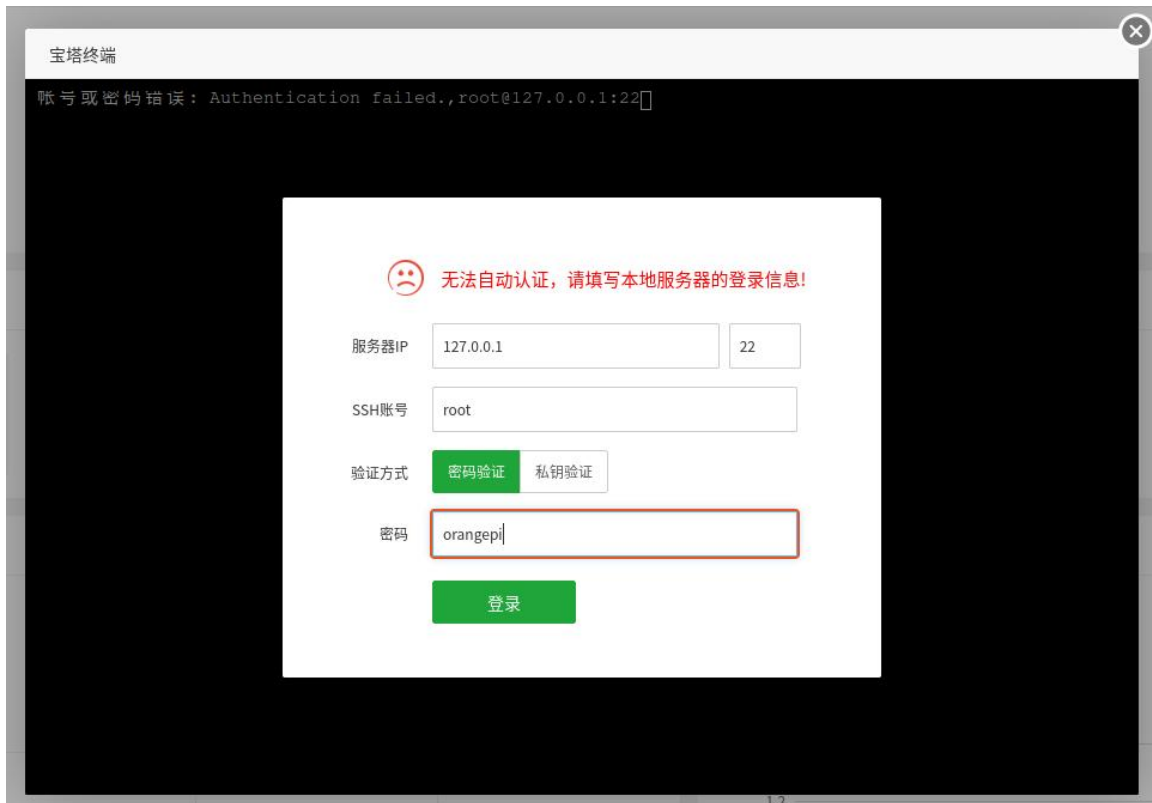 宝塔终端
帐号或密码错误: Authentication failed.,root@127.0.0.1:22
无法自动认证，请填写本地服务器的登录信息!
服务器IP 127.0.0.1 22
SSH账号 root
验证方式 密码验证 私钥验证
密码 orangepi
登录